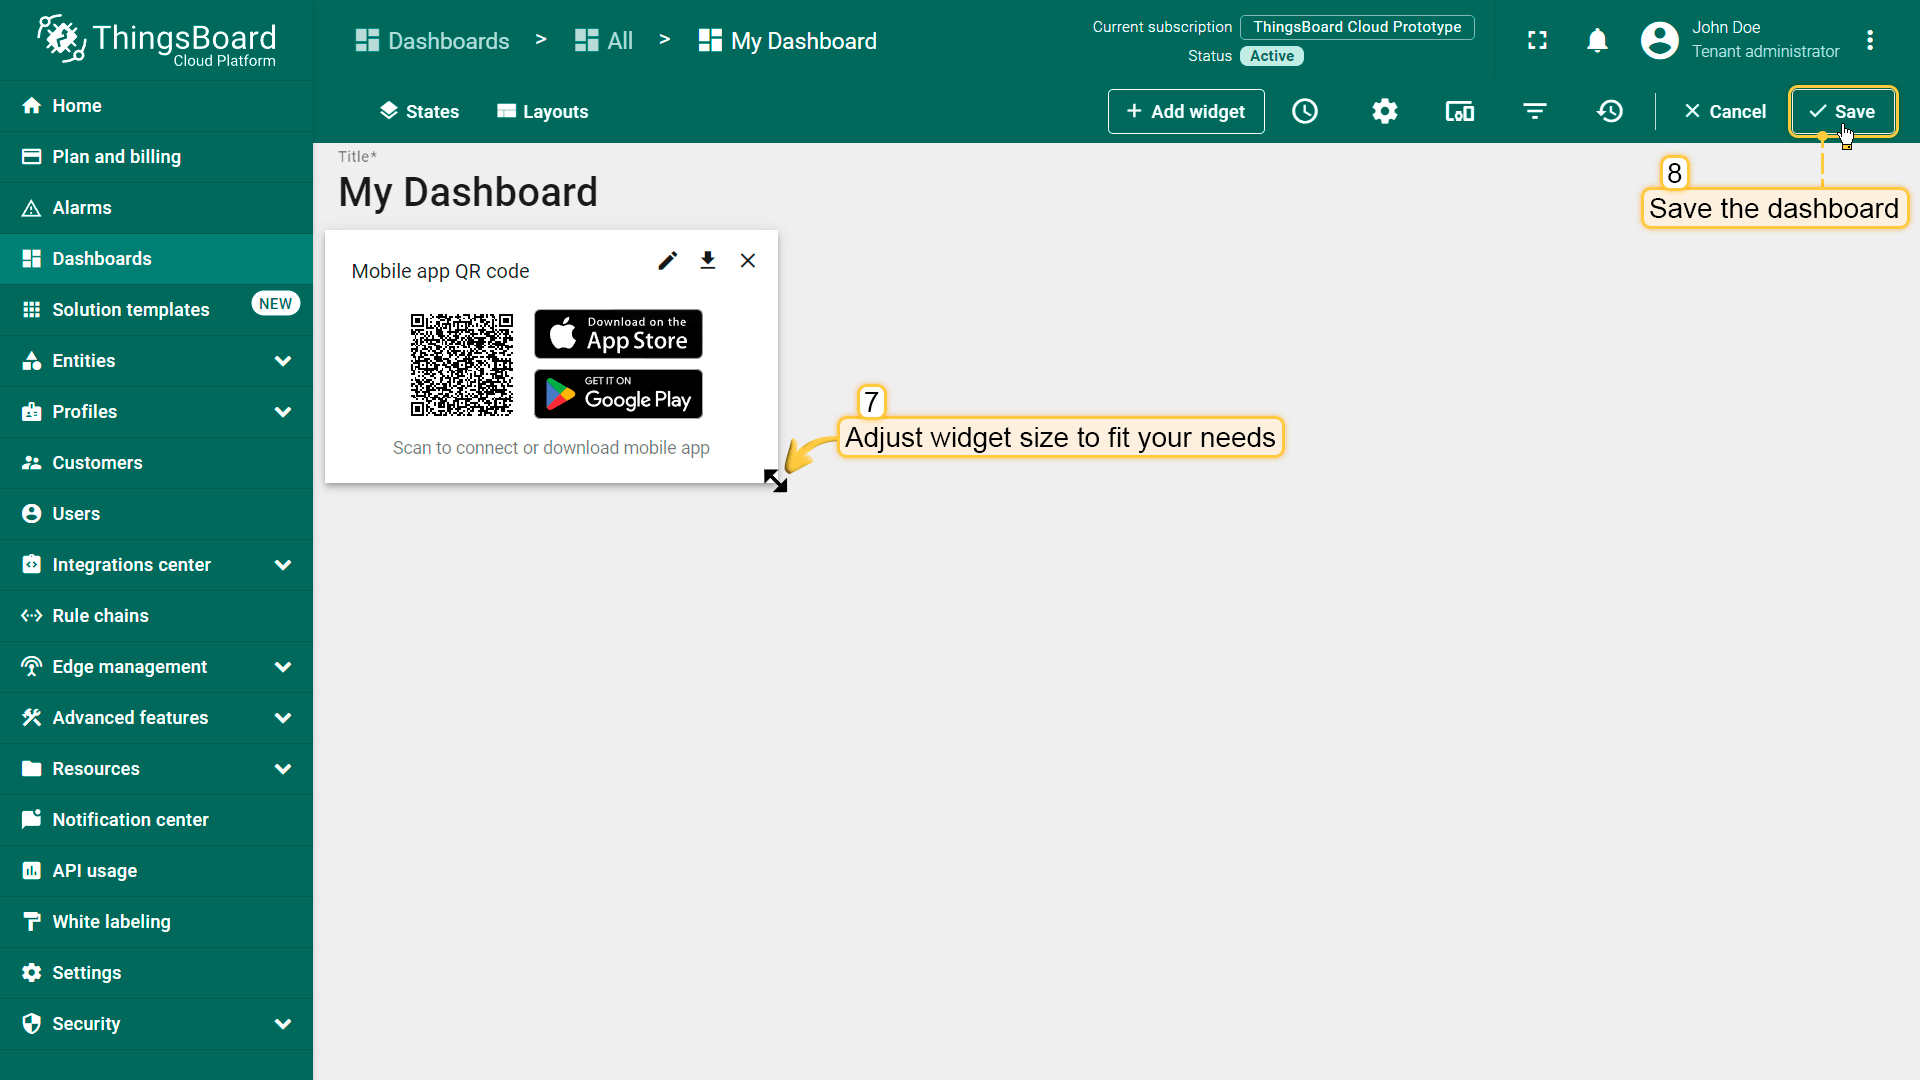 ThingsBoard
Cloud Platform
Dashboards > All > My Dashboard
Current subscription ThingsBoard Cloud Prototype
Status Active
John Doe
Tenant administrator
States Layouts
+ Add widget
Cancel
Save
Home
Plan and billing
Alarms
Dashboards
Solution templates NEW
Entities
Profiles
Customers
Users
Integrations center
Rule chains
Edge management
Advanced features
Resources
Notification center
API usage
White labeling
Settings
Security
Title*
My Dashboard
8
Save the dashboard
Mobile app QR code
Download on the
App Store
GET IT ON
Google Play
Scan to connect or download mobile app
7
Adjust widget size to fit your needs